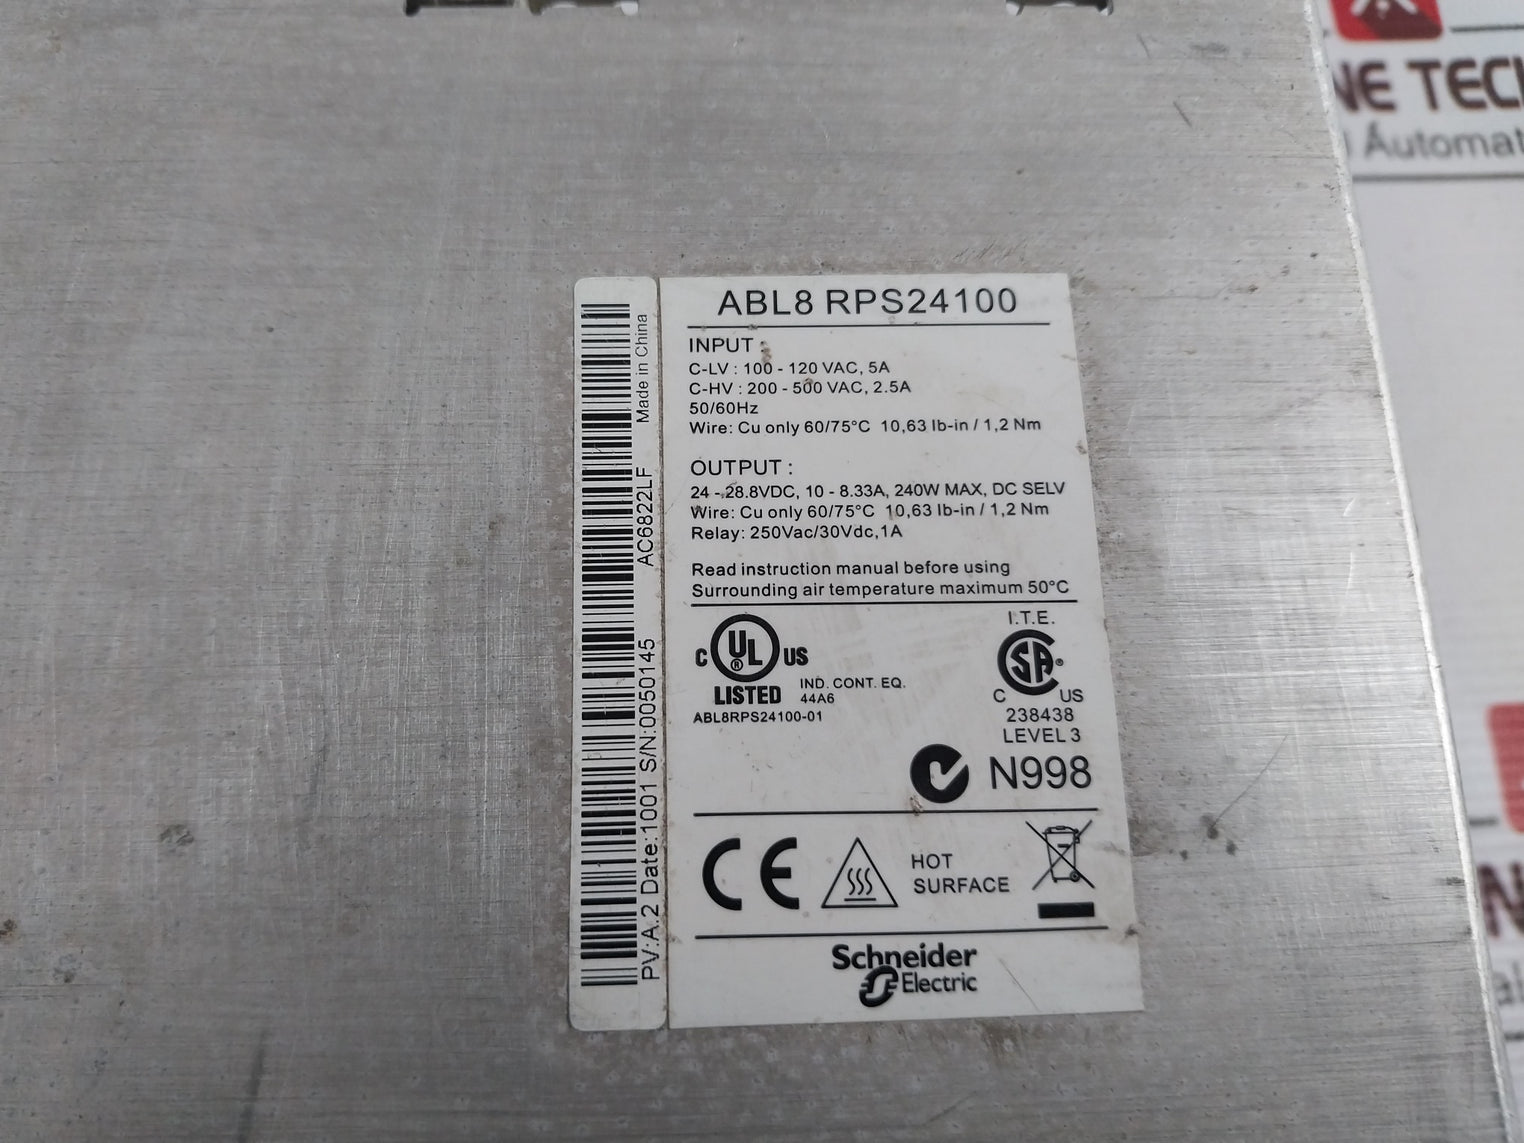 NE TECH
Automat
ABL8 RPS24100
INPUT :
C-LV : 100 - 120 VAC, 5A
C-HV : 200 - 500 VAC, 2.5A
50/60Hz
Wire: Cu only 60/75°C 10,63 lb-in / 1,2 Nm
OUTPUT :
24 - 28.8VDC, 10 - 8.33A, 240W MAX, DC SELV
Wire: Cu only 60/75°C 10,63 lb-in / 1,2 Nm
Relay: 250Vac/30Vdc,1A
Read instruction manual before using
Surrounding air temperature maximum 50°C
C UL ® US
LISTED
IND. CONT. EQ.
44A6
ABL8RPS24100-01
I.T.E.
SA ®
C US
238438
LEVEL 3
N998
CE
HOT
SURFACE
Schneider
Electric
PV:A.2 Date:1001 S/N:0050145 AC6822LF Made in China